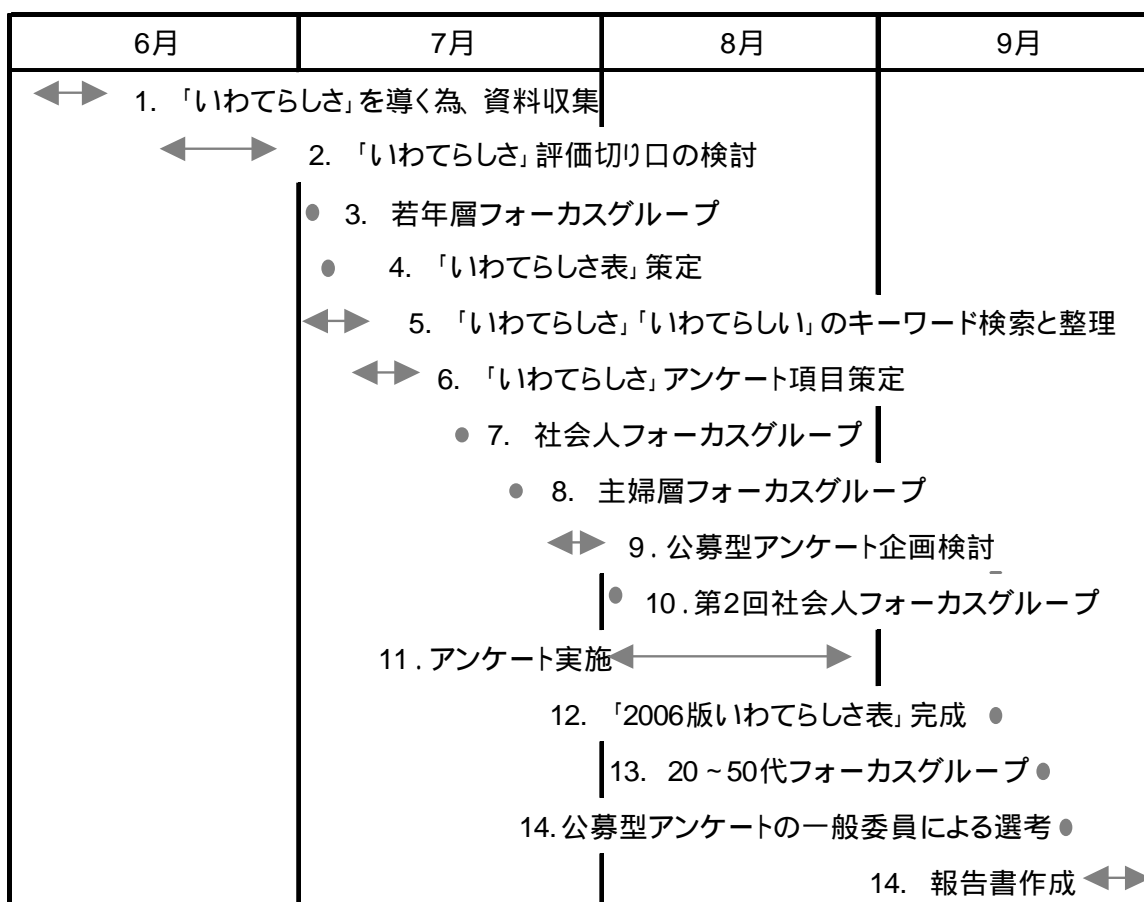 6月 7月 8月 9月
1. 「いわてらしさ」を導く為、資料収集
2. 「いわてらしさ」評価切り口の検討
3. 若年層フォーカスグループ
4. 「いわてらしさ表」策定
5. 「いわてらしさ」「いわてらしい」のキーワード検索と整理
6. 「いわてらしさ」アンケート項目策定
7. 社会人フォーカスグループ
8. 主婦層フォーカスグループ
9.公募型アンケート企画検討
10.第2回社会人フォーカスグループ
11.アンケート実施
12. 「2006版いわてらしさ表」完成
13. 20~50代フォーカスグループ
14.公募型アンケートの一般委員による選考
14. 報告書作成